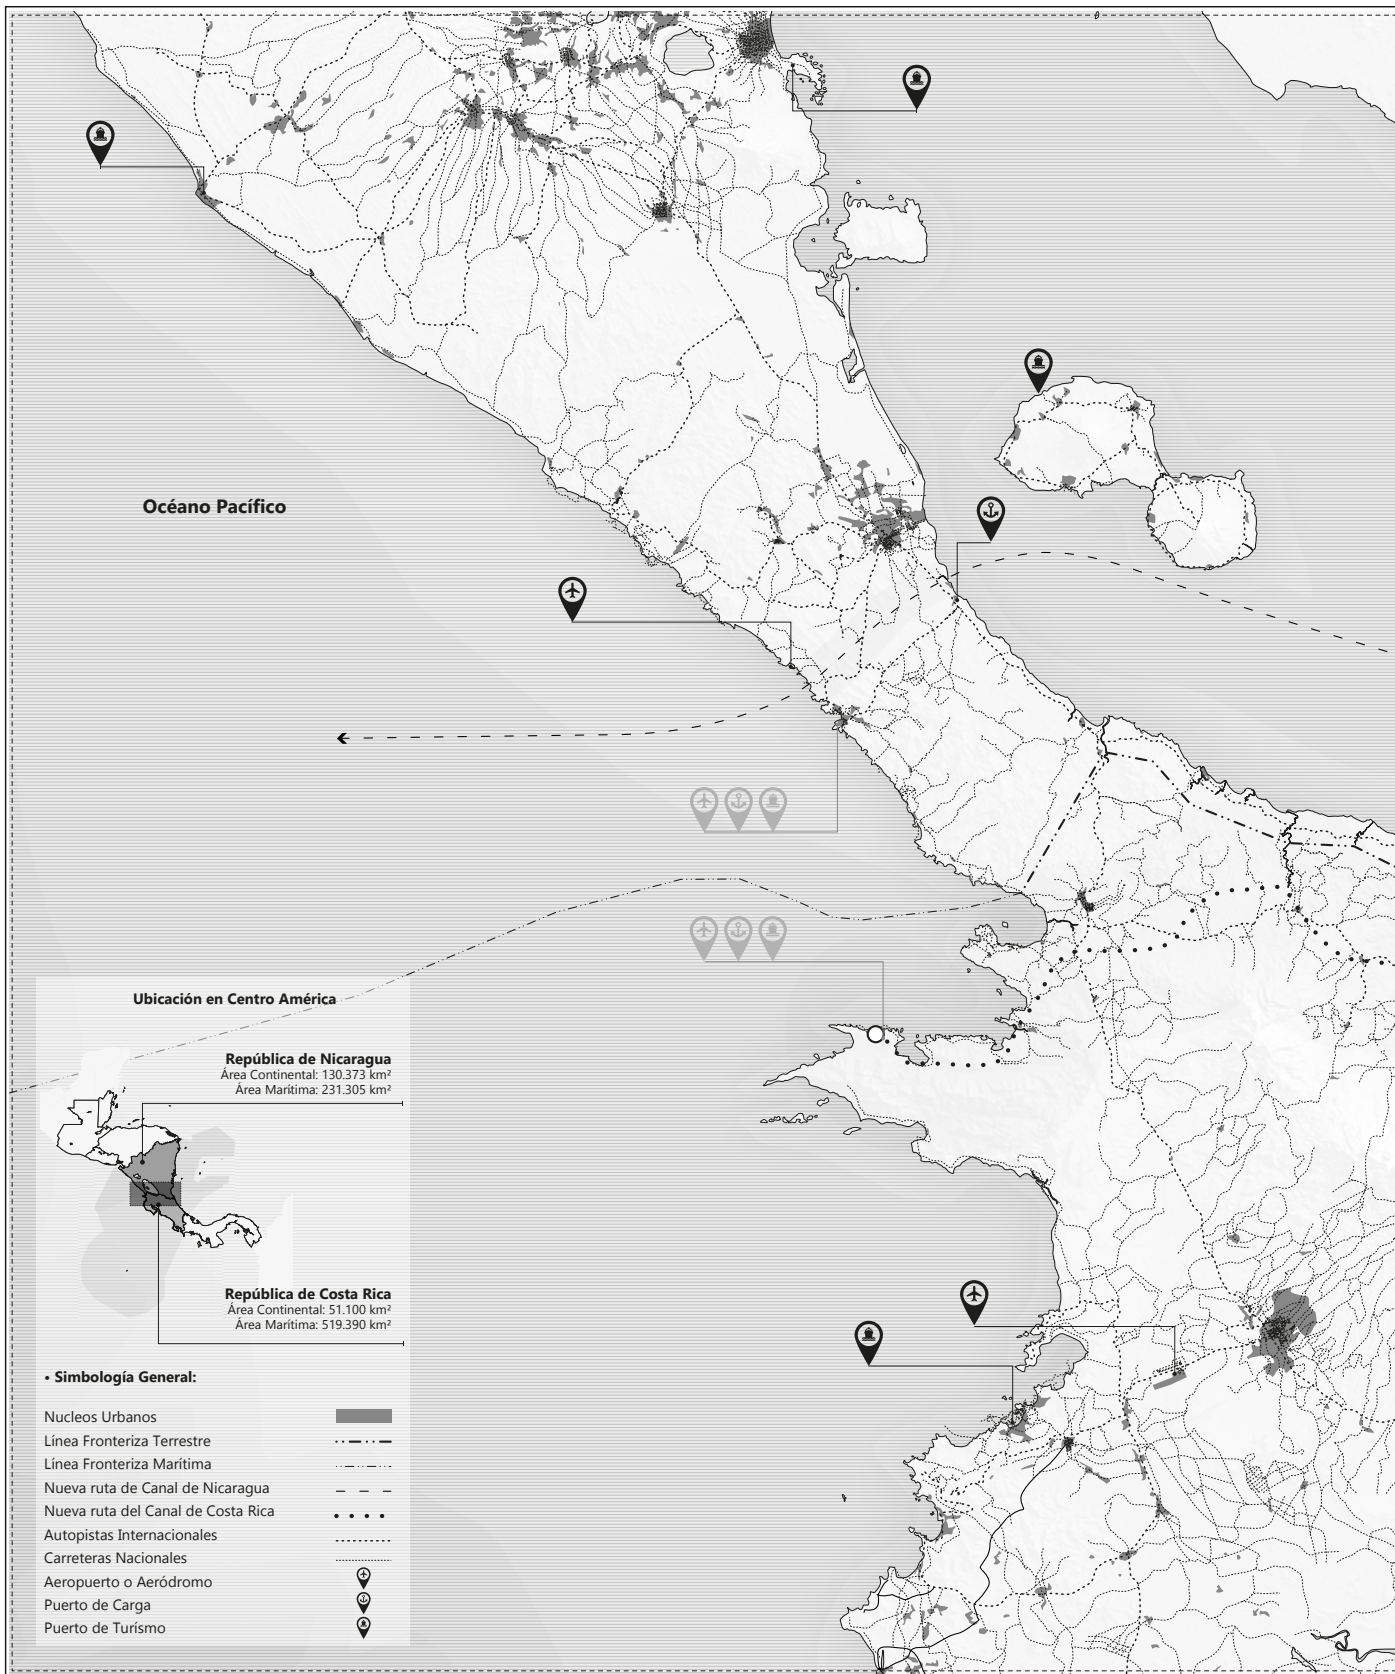 Océano Pacífico
Ubicación en Centro América
República de Nicaragua
Área Continental: 130.373 km²
Área Marítima: 231.305 km²
República de Costa Rica
Área Continental: 51.100 km²
Área Marítima: 519.390 km²
• Simbología General:
Nucleos Urbanos
Línea Fronteriza Terrestre
Línea Fronteriza Marítima
Nueva ruta de Canal de Nicaragua
Nueva ruta del Canal de Costa Rica
Autopistas Internacionales
Carreteras Nacionales
Aeropuerto o Aeródromo
Puerto de Carga
Puerto de Turísmo